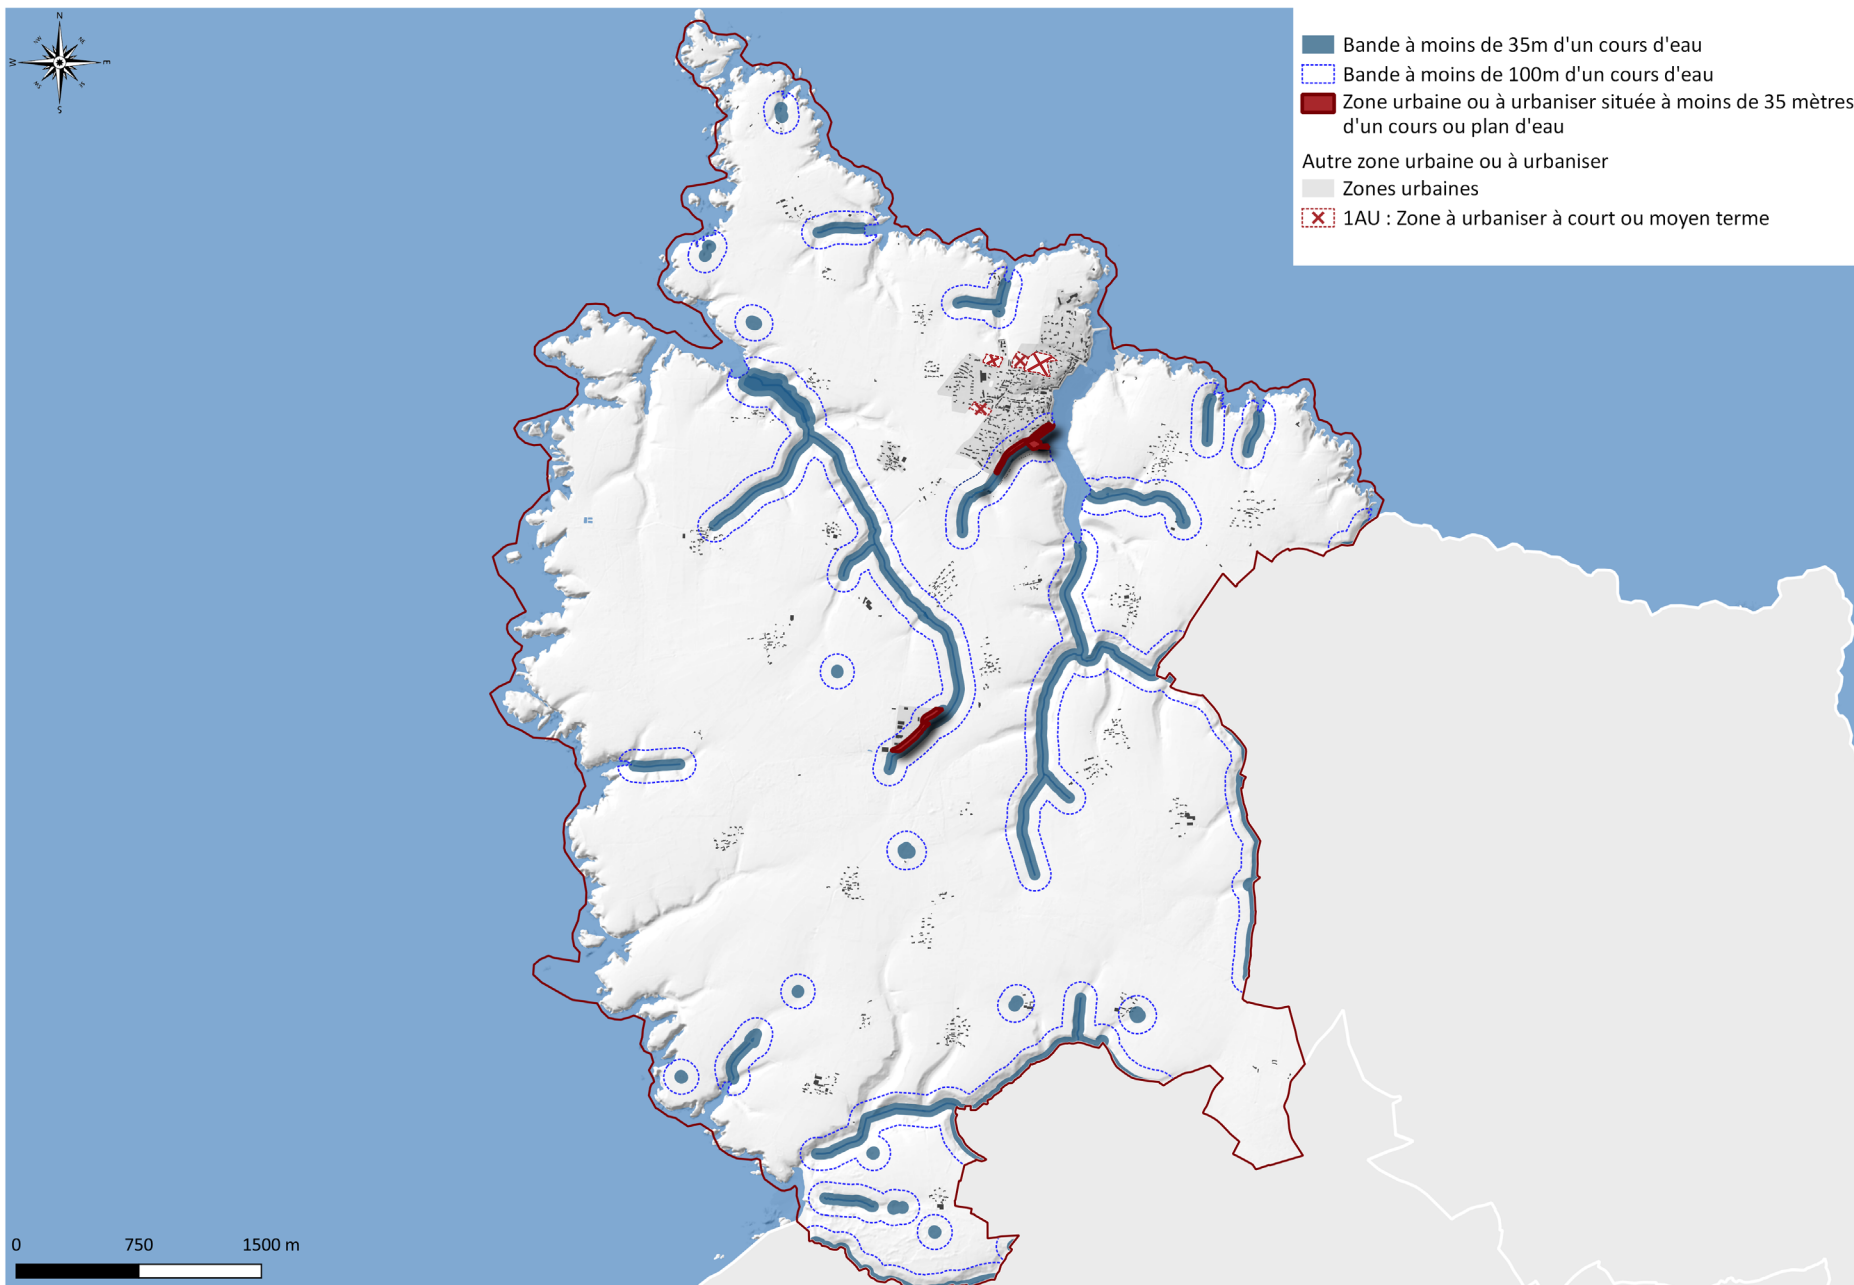 N
W
E
S
Bande à moins de 35m d'un cours d'eau
Bande à moins de 100m d'un cours d'eau
Zone urbaine ou à urbaniser située à moins de 35 mètres
d'un cours ou plan d'eau
Autre zone urbaine ou à urbaniser
Zones urbaines
1AU : Zone à urbaniser à court ou moyen terme
0 750 1500 m